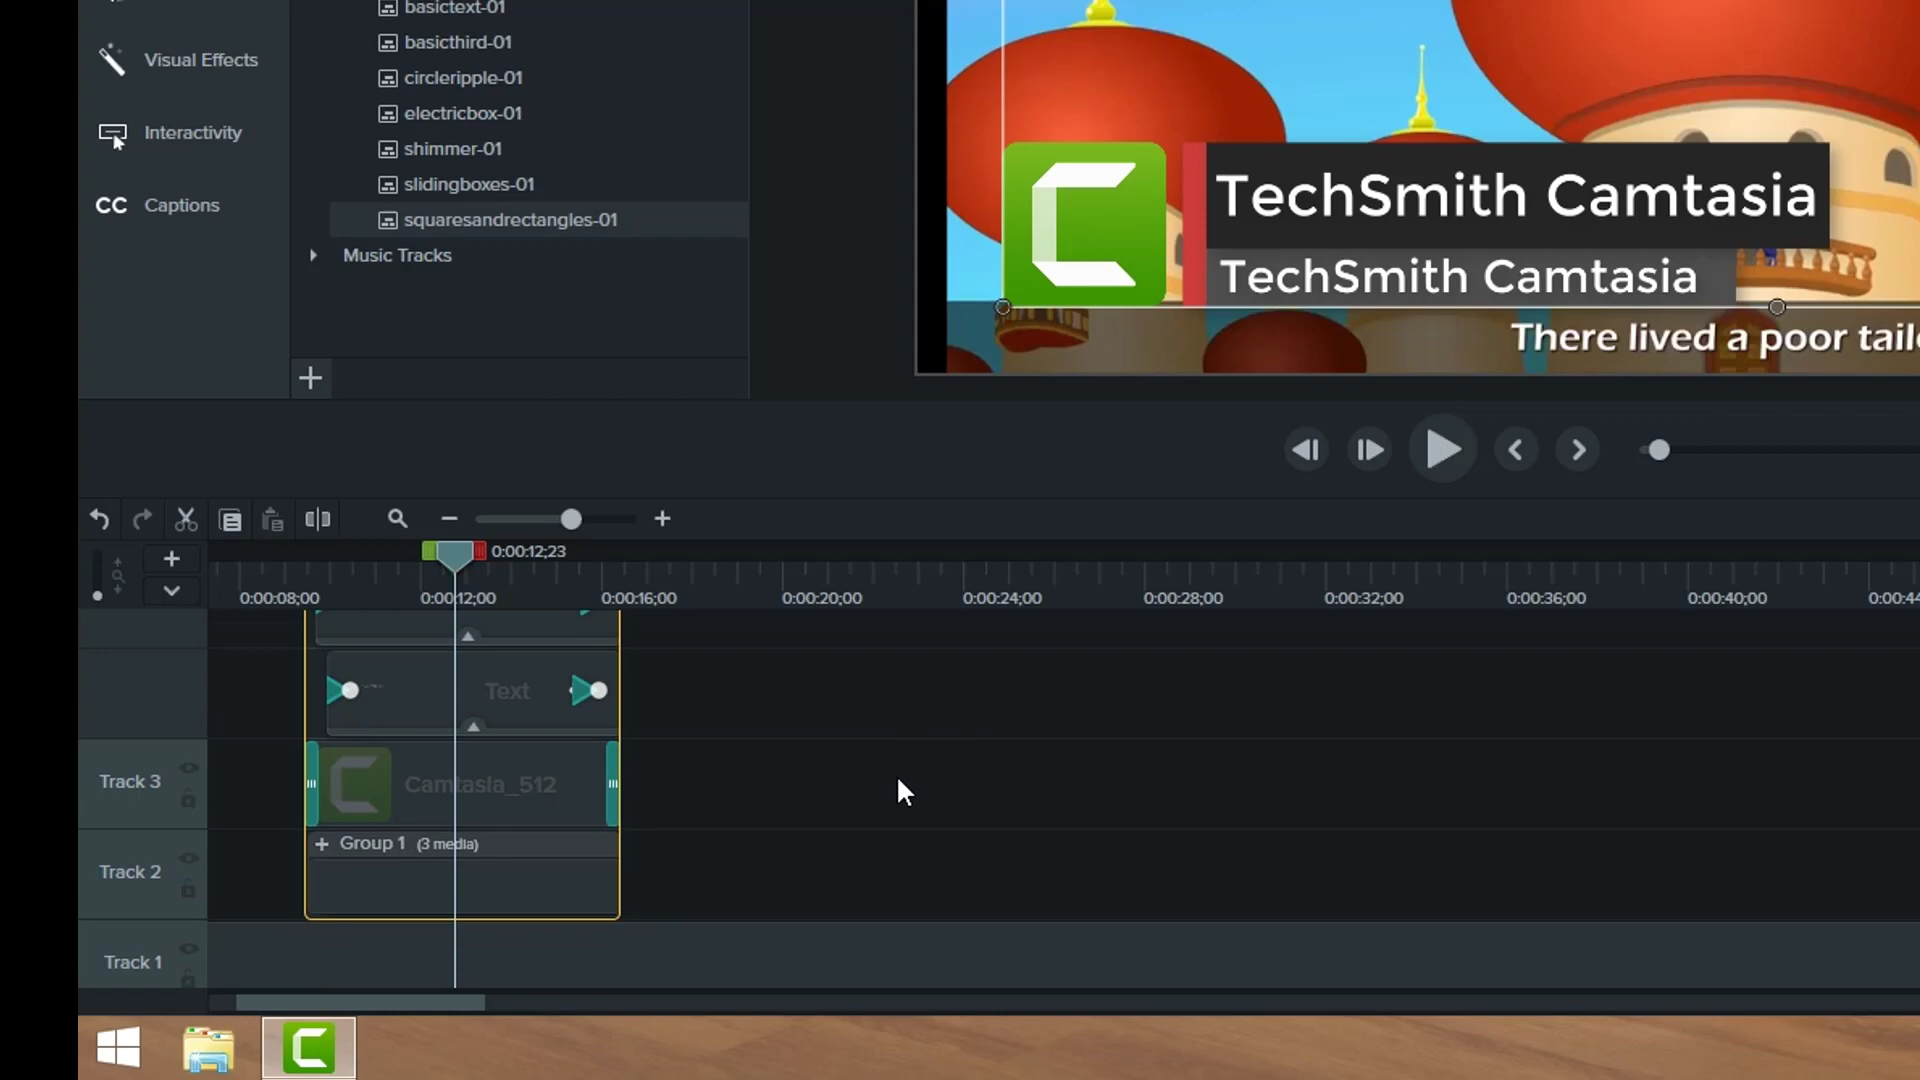 basictext-01
Visual Effects
basicthird-01
circleripple-01
electricbox-01
Interactivity
shimmer-01
slidingboxes-01
CC Captions
squaresandrectangles-01
Music Tracks
TechSmith Camtasia
TechSmith Camtasia
There lived a poor tail
0:00:12;23
0:00:08;00 0:00:12;00 0:00:16;00 0:00:20;00 0:00:24;00 0:00:28;00 0:00:32;00 0:00:36;00 0:00:40;00 0:00:44
Text
Track 3
Camtasia_512
Group 1 (3 media)
Track 2
Track 1